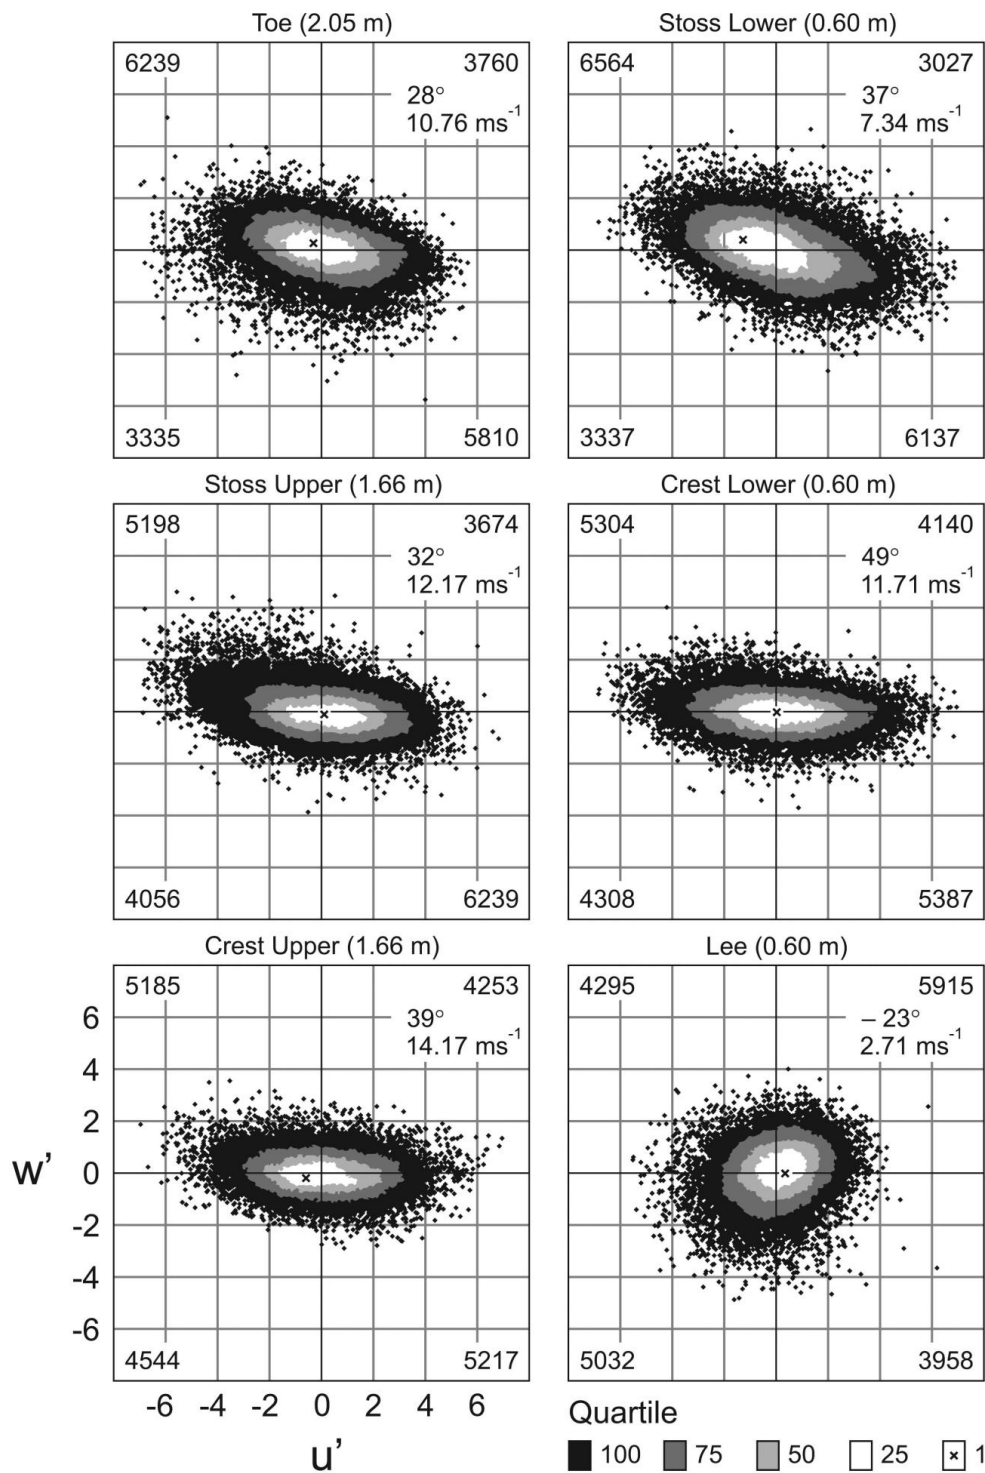 Toe (2.05 m)
6239 3760
28°
10.76 ms-1
3335 5810
Stoss Lower (0.60 m)
6564 3027
37°
7.34 ms-1
3337 6137
Stoss Upper (1.66 m)
5198 3674
32°
12.17 ms-1
4056 6239
Crest Lower (0.60 m)
5304 4140
49°
11.71 ms-1
4308 5387
Crest Upper (1.66 m)
5185 4253
39°
14.17 ms-1
4544 5217
6
4
2
0
-2
-4
-6
w’
-6 -4 -2 0 2 4 6
u’
Lee (0.60 m)
4295 5915
– 23°
2.71 ms-1
5032 3958
Quartile
100 75 50 25 × 1